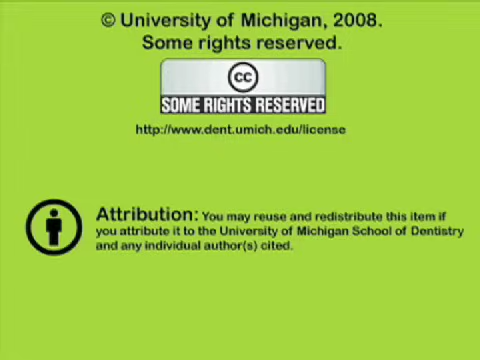 © University of Michigan, 2008.
Some rights reserved.
cc
SOME RIGHTS RESERVED
http://www.dent.umich.edu/license
Attribution: You may reuse and redistribute this item if
you attribute it to the University of Michigan School of Dentistry
and any individual author(s) cited.